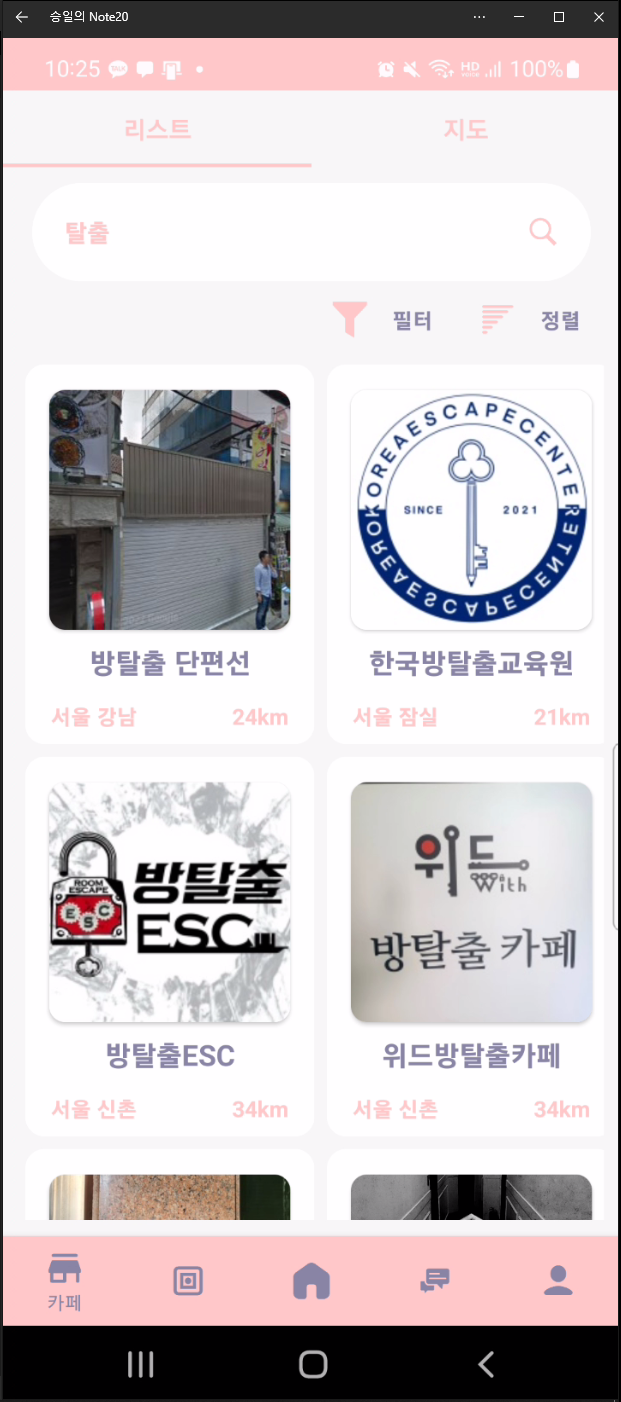 승일의 Note20
10:25
HD
100%
리스트
지도
탈출
필터
정렬
KOREAESCAPECENTER
SINCE 2021
KOREAESCAPECENTER
방탈출 단편선
서울 강남 24km
한국방탈출교육원
서울 잠실 21km
ROOM
ESCAPE
ESC
방탈출
ESC
방탈출ESC
서울 신촌 34km
위드
With
방탈출 카페
위드방탈출카페
서울 신촌 34km
카페